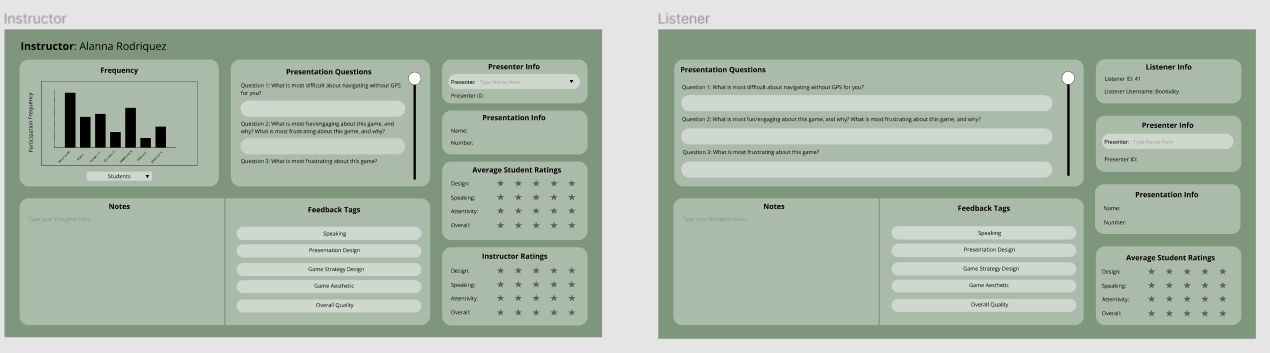 Instructor
Instructor: Alanna Rodriquez
Frequency
Participation Frequency
Students
Presentation Questions
Question 1: What is most difficult about navigating without GPS
for you?
Question 2: What is most fun/engaging about this game, and
why? What is most frustrating about this game, and why?
Question 3: What is most frustrating about this game?
Presenter Info
Presenter: Type Name Here
Presenter ID:
Presentation Info
Name:
Number:
Average Student Ratings
Design:
Speaking:
Attentivity:
Overall:
Instructor Ratings
Design:
Speaking:
Attentivity:
Overall:
Notes
Type your thoughts here...
Feedback Tags
Speaking
Presentation Design
Game Strategy Design
Game Aesthetic
Overall Quality
Listener
Presentation Questions
Question 1: What is most difficult about navigating without GPS for you?
Question 2: What is most fun/engaging about this game, and why? What is most frustrating about this game, and why?
Question 3: What is most frustrating about this game?
Listener Info
Listener ID: 41
Listener Username: Bootixlity
Presenter Info
Presenter: Type Name Here
Presenter ID:
Presentation Info
Name:
Number:
Average Student Ratings
Design:
Speaking:
Attentivity:
Overall:
Notes
Type your thoughts here...
Feedback Tags
Speaking
Presentation Design
Game Strategy Design
Game Aesthetic
Overall Quality